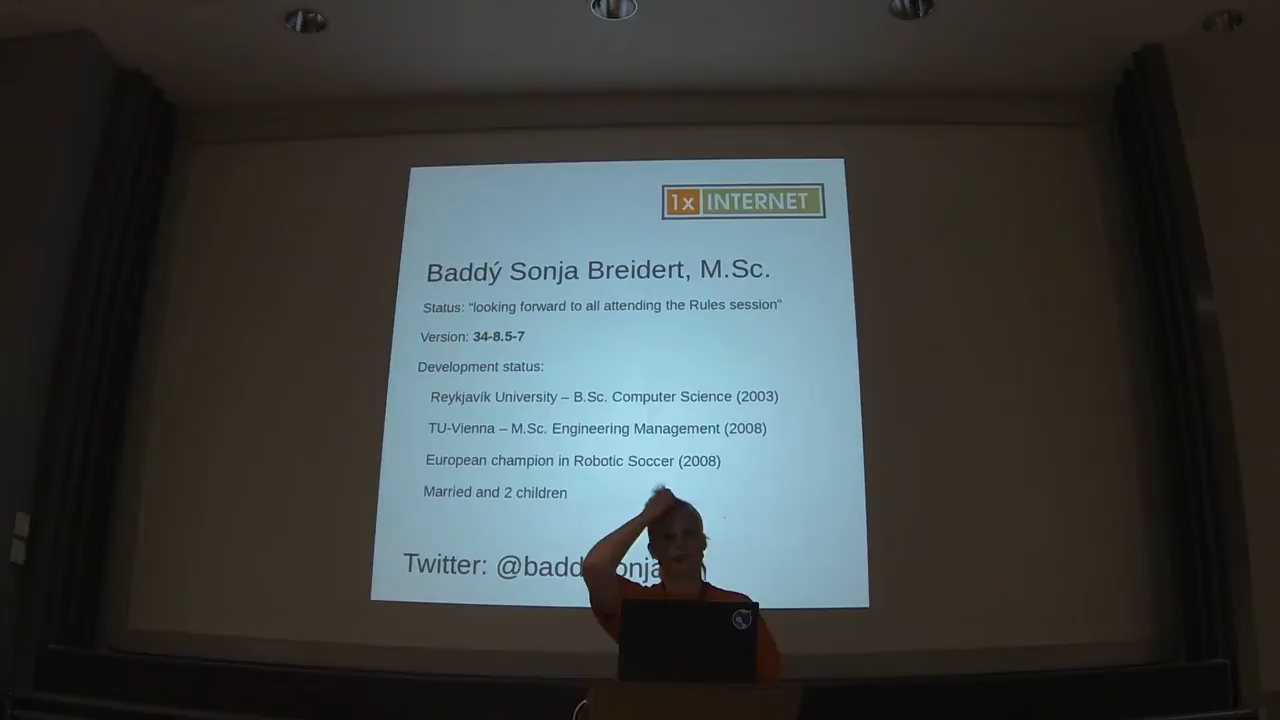 1x INTERNET
Baddý Sonja Breidert, M.Sc.
Status: “looking forward to all attending the Rules session”
Version: 34-8.5-7
Development status:
Reykjavík University – B.Sc. Computer Science (2003)
TU-Vienna – M.Sc. Engineering Management (2008)
European champion in Robotic Soccer (2008)
Married and 2 children
Twitter: